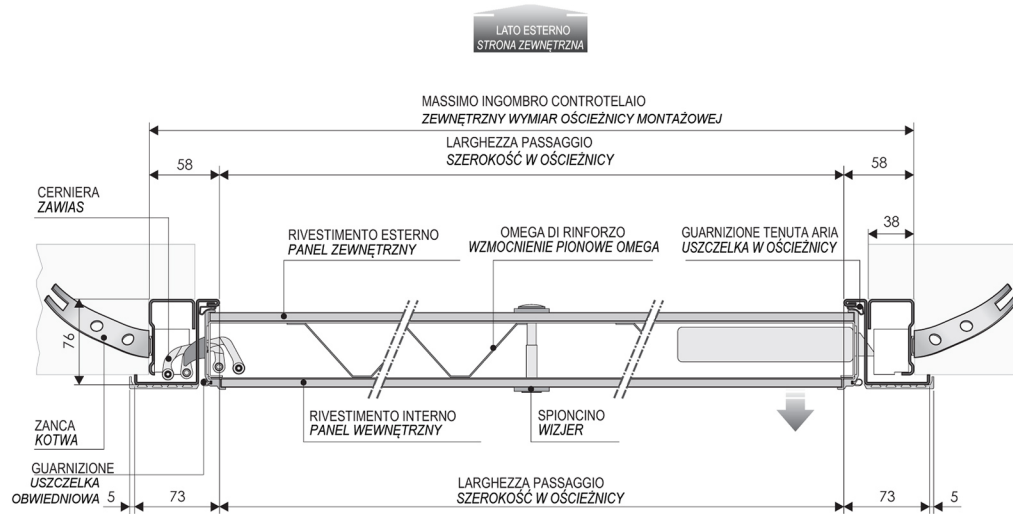 LATO ESTERNO
STRONA ZEWNĘTRZNA
MASSIMO INGOMBRO CONTROTELAIO
ZEWNĘTRZNY WYMIAR OŚCIEŻNICY MONTAŻOWEJ
LARGHEZZA PASSAGGIO
SZEROKOŚĆ W OŚCIEŻNICY
58
58
CERNIERA
ZAWIAS
38
RIVESTIMENTO ESTERNO
PANEL ZEWNĘTRZNY
OMEGA DI RINFORZO
WZMOCNIENIE PIONOWE OMEGA
GUARNIZIONE TENUTA ARIA
USZCZELKA W OŚCIEŻNICY
76
ZANCA
KOTWA
RIVESTIMENTO INTERNO
PANEL WEWNĘTRZNY
SPIONCINO
WIZJER
GUARNIZIONE
USZCZELKA
OBWIEDNIOWA
5
73
LARGHEZZA PASSAGGIO
SZEROKOŚĆ W OŚCIEŻNICY
73
5